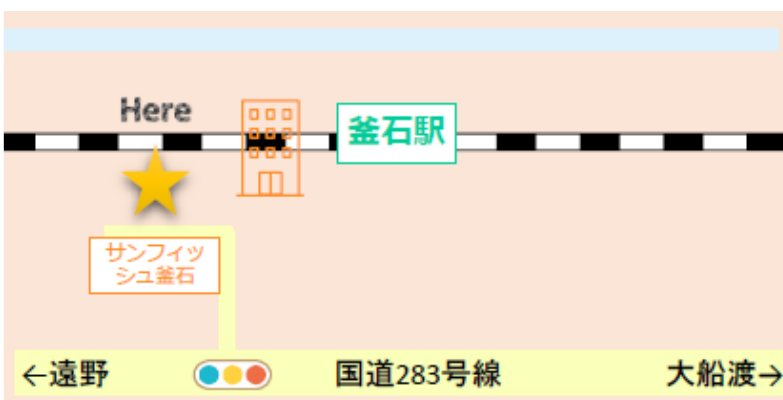 Here
釜石駅
サンフィッ
シュ釜石
←遠野
国道283号線
大船渡→